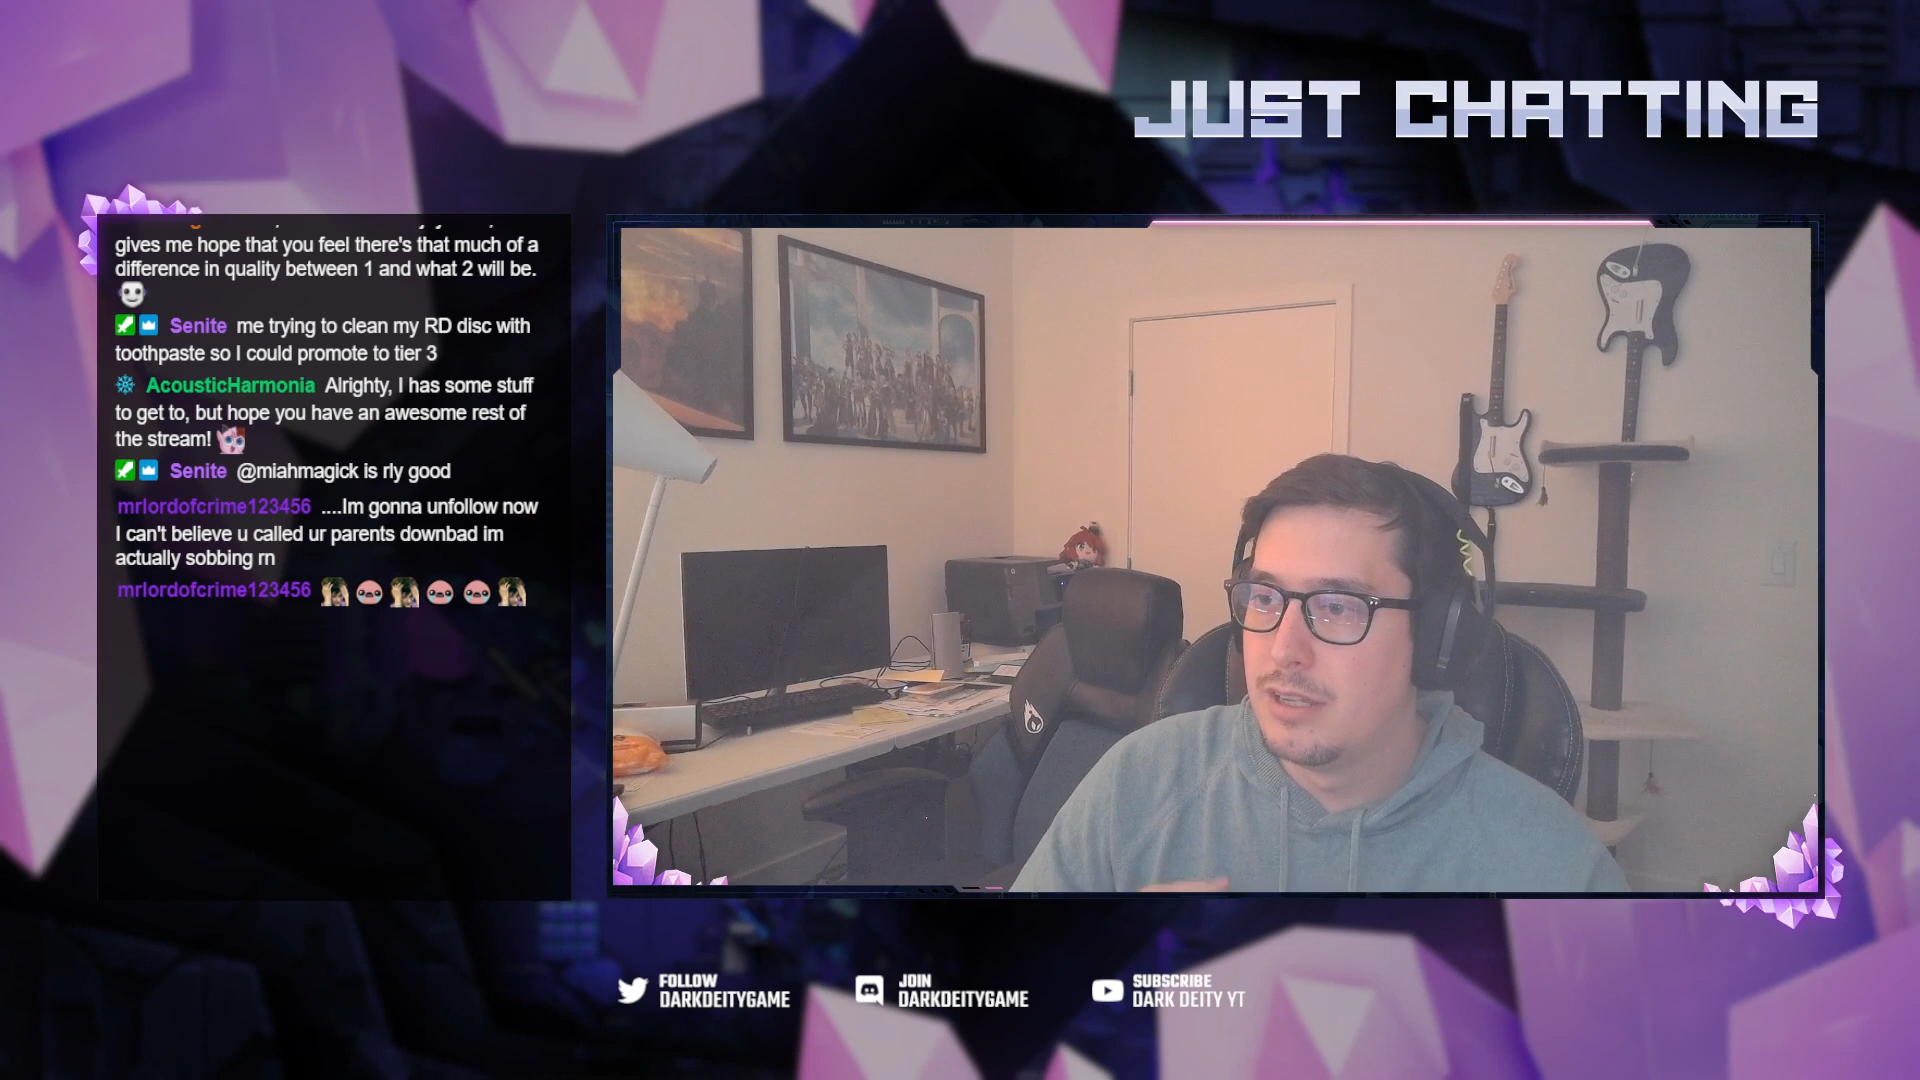 JUST CHATTING
gives me hope that you feel there's that much of a
difference in quality between 1 and what 2 will be.
Senite me trying to clean my RD disc with
toothpaste so I could promote to tier 3
AcousticHarmonia Alrighty, I has some stuff
to get to, but hope you have an awesome rest of
the stream!
Senite @miahmagick is rly good
mrlordofcrime123456 ....Im gonna unfollow now
I can't believe u called ur parents downbad im
actually sobbing rn
mrlordofcrime123456
FOLLOW
DARKDEITYGAME
JOIN
DARKDEITYGAME
SUBSCRIBE
DARK DEITY YT